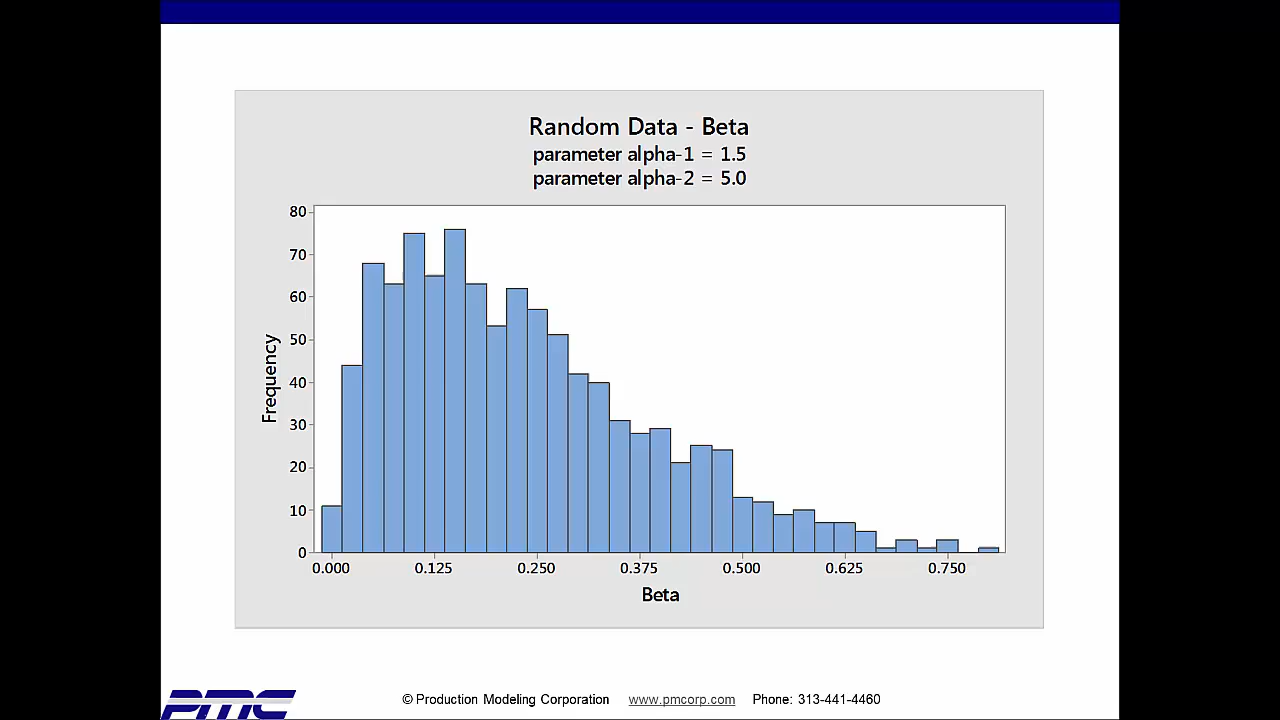 Random Data - Beta
parameter alpha-1 = 1.5
parameter alpha-2 = 5.0
80
70
60
50
40
30
20
10
0
Frequency
0.000 0.125 0.250 0.375 0.500 0.625 0.750
Beta
PMC
© Production Modeling Corporation www.pmcorp.com Phone: 313-441-4460